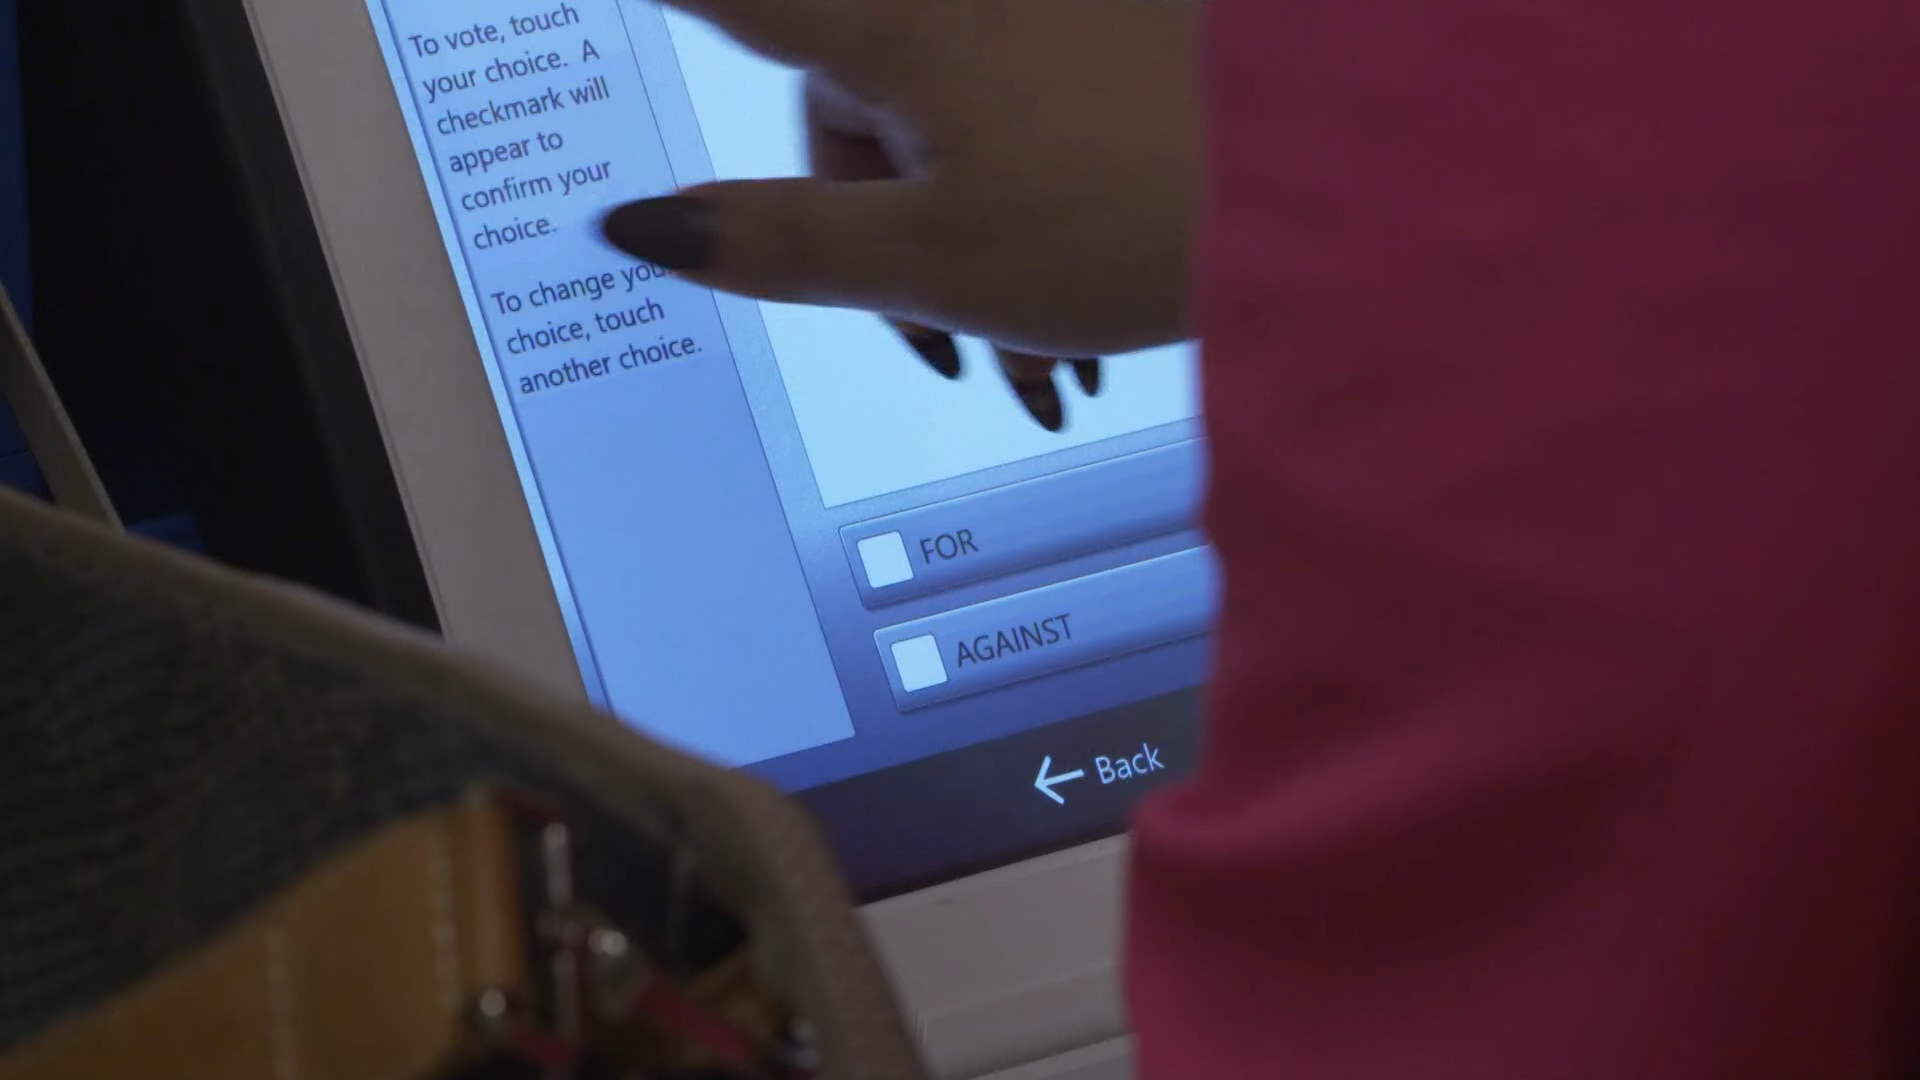 To vote, touch
your choice.  A
checkmark will
appear to
confirm your
choice.
To change your
choice, touch
another choice.
FOR
AGAINST
← Back